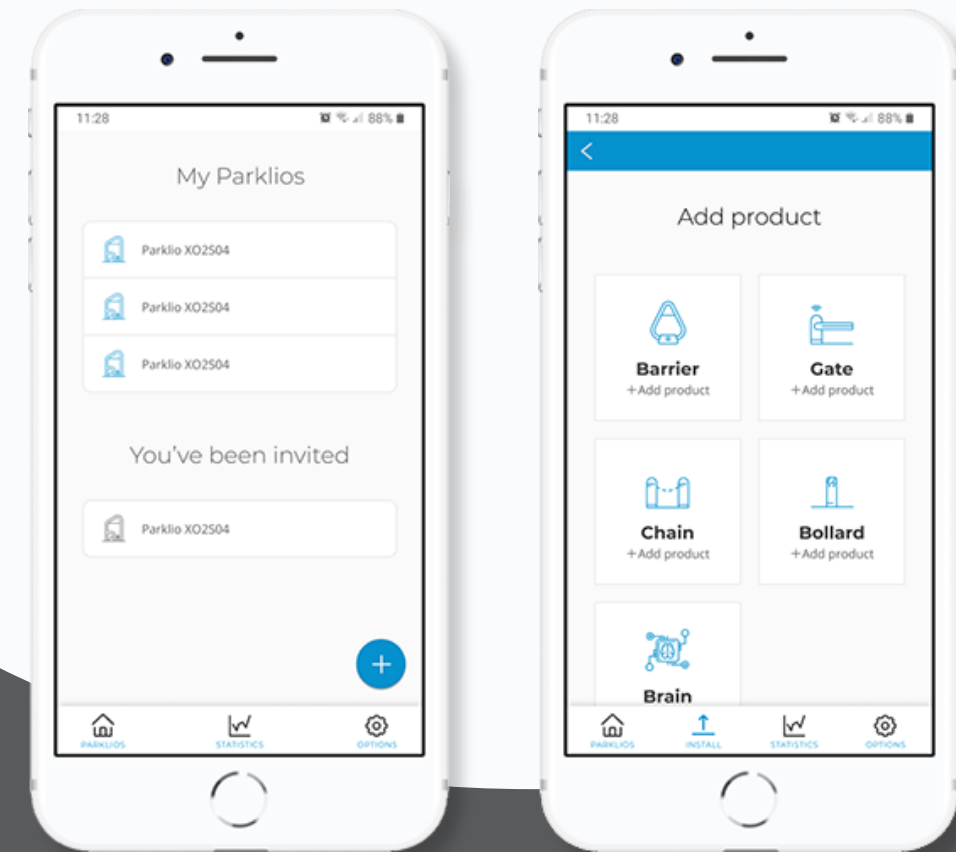 11:28
88%
My Parklios
Parklio XO2S04
Parklio XO2S04
Parklio XO2S04
You've been invited
Parklio XO2S04
+
PARKLIOS
STATISTICS
OPTIONS
11:28
88%
Add product
Barrier
+Add product
Gate
+Add product
Chain
+Add product
Bollard
+Add product
Brain
PARKLIOS
INSTALL
STATISTICS
OPTIONS